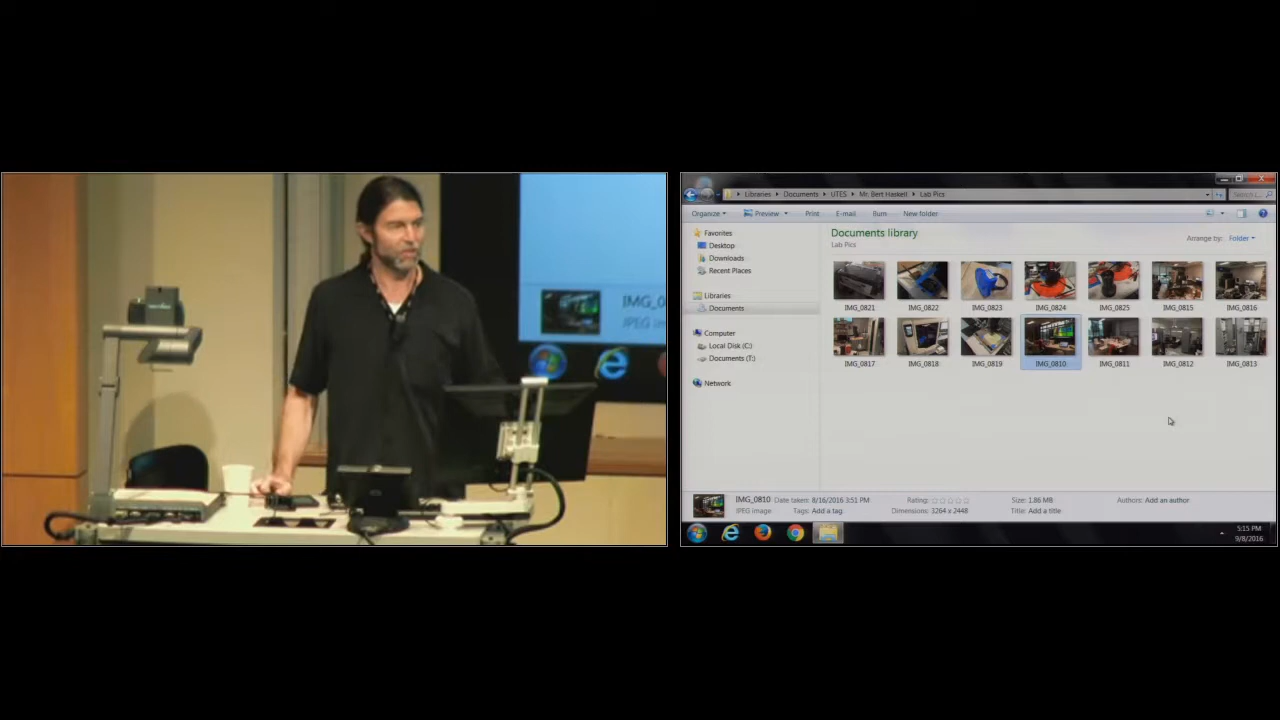 IMG_0
JPEG ima
Libraries Documents UTES Mr. Bert Haskell Lab Pics
Organize Preview Print E-mail Burn New folder
Favorites
Desktop
Downloads
Recent Places
Libraries
Documents
Computer
Local Disk (C:)
Documents (T:)
Network
Documents library
Lab Pics
Arrange by: Folder
IMG_0821 IMG_0822 IMG_0823 IMG_0824 IMG_0825 IMG_0815 IMG_0816
IMG_0817 IMG_0818 IMG_0819 IMG_0810 IMG_0811 IMG_0812 IMG_0813
IMG_0810 Date taken: 8/16/2016 3:51 PM Rating: Size: 1.86 MB Authors: Add an author
JPEG image Tags: Add a tag Dimensions: 3264 x 2448 Title: Add a title
5:15 PM
9/8/2016